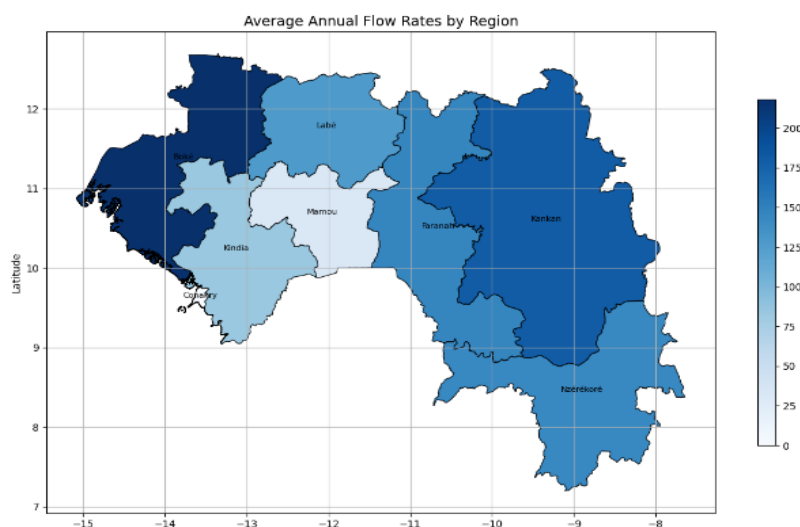 Average Annual Flow Rates by Region
12
11
10
9
8
7
Latitude
-15
-14
-13
-12
-11
-10
-9
-8
Boké
Labé
Mamou
Kindia
Conakry
Faranah
Kankan
Nzérékoré
200
175
150
125
100
75
50
25
0